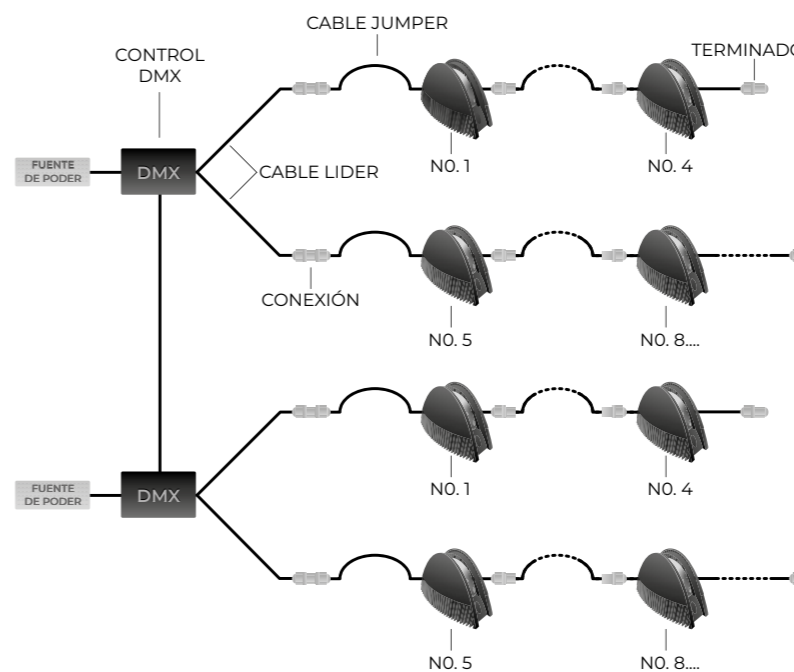 CABLE JUMPER
CONTROL
DMX
TERMINADO
FUENTE
DE PODER
DMX
N0. 1
N0. 4
CABLE LIDER
CONEXIÓN
N0. 5
N0. 8....
FUENTE
DE PODER
DMX
N0. 1
N0. 4
N0. 5
N0. 8....